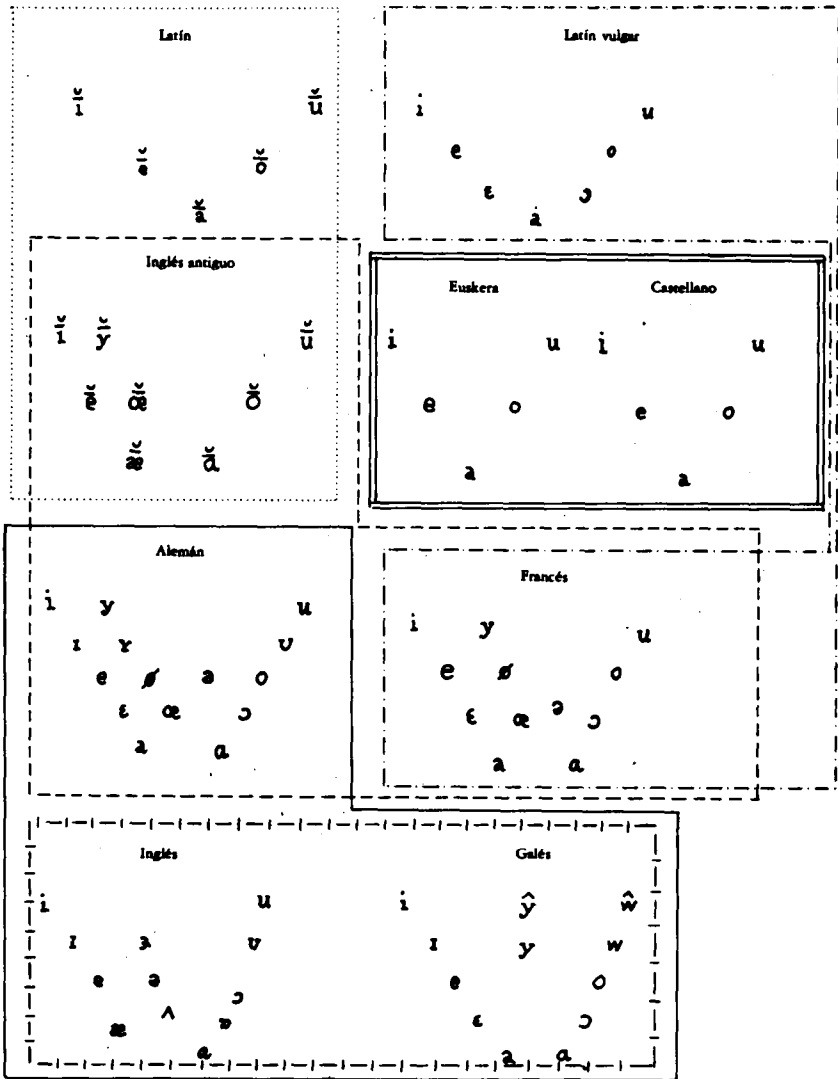 Latín
ḭ̆ ṵ̆
ḛ̆ ŏ̰
ă̰
Latín vulgar
i u
e o
ɛ ɔ
a
Inglés antiguo
Euskera
i u
e o
a
Castellano
i u
e o
a
Alemán
i y u
ɪ ʏ ʊ
e ø ə o
ɛ œ ɔ
a ɑ
Francés
i y u
e ø o
ɛ œ ə ɔ
a ɑ
Inglés
i u
ɪ ɜ ʊ
e ə
ɔ
æ ʌ ɒ
ɑ
Galés
i ŷ ŵ
ɪ y w
e o
ɛ ɔ
a ɑ